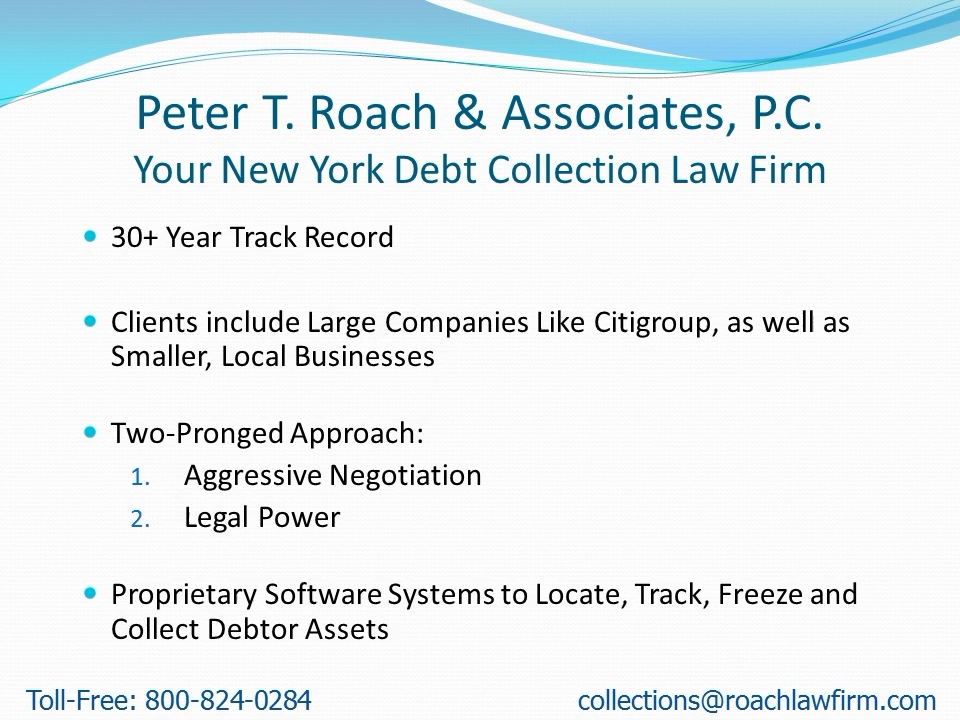 Peter T. Roach & Associates, P.C.
Your New York Debt Collection Law Firm
• 30+ Year Track Record
• Clients include Large Companies Like Citigroup, as well as
Smaller, Local Businesses
• Two-Pronged Approach:
1. Aggressive Negotiation
2. Legal Power
• Proprietary Software Systems to Locate, Track, Freeze and
Collect Debtor Assets
Toll-Free: 800-824-0284
collections@roachlawfirm.com